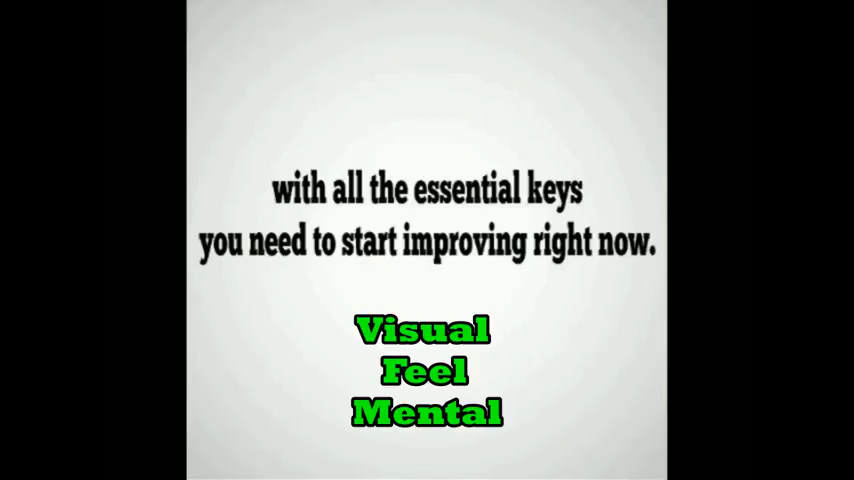 with all the essential keys
you need to start improving right now.
Visual
Feel
Mental